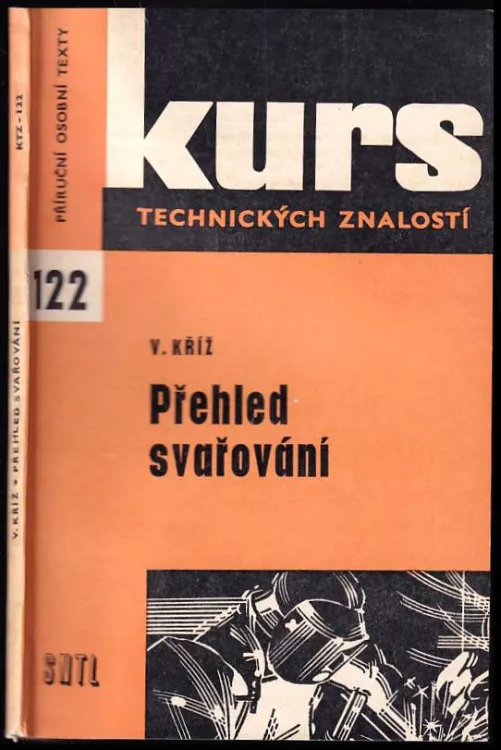 KTZ - 122
V. KŘÍŽ • PŘEHLED SVAŘOVÁNÍ
PŘÍRUČNÍ OSOBNÍ TEXTY
kurs
TECHNICKÝCH ZNALOSTÍ
122
V. KŘÍŽ
Přehled
svařování
SNTL